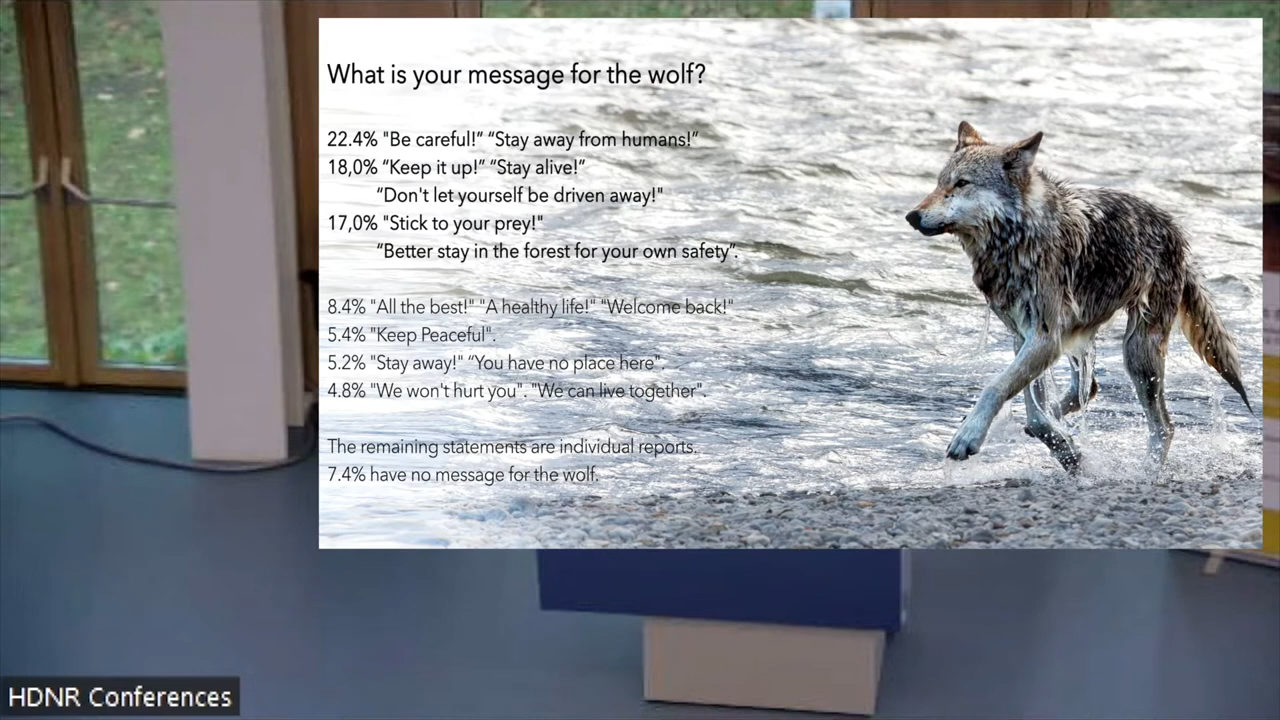 What is your message for the wolf?
22.4% "Be careful!” “Stay away from humans!”
18,0% “Keep it up!” “Stay alive!”
“Don't let yourself be driven away!"
17,0% "Stick to your prey!"
“Better stay in the forest for your own safety”.
8.4% "All the best!" "A healthy life!" "Welcome back!"
5.4% "Keep Peaceful".
5.2% "Stay away!" “You have no place here".
4.8% "We won't hurt you". "We can live together".
The remaining statements are individual reports.
7.4% have no message for the wolf.
HDNR Conferences